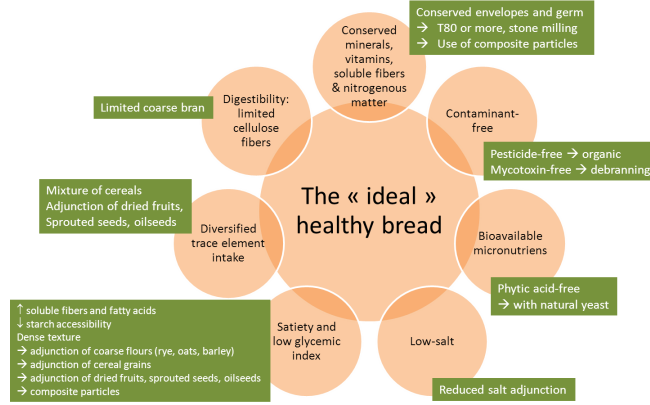 Conserved envelopes and germ
→ T80 or more, stone milling
→ Use of composite particles
Conserved
minerals,
vitamins,
soluble fibers
& nitrogenous
matter
Limited coarse bran
Digestibility:
limited
cellulose
fibers
Contaminant-
free
Pesticide-free → organic
Mycotoxin-free → debranning
The « ideal »
healthy bread
Mixture of cereals
Adjunction of dried fruits,
Sprouted seeds, oilseeds
Diversified
trace element
intake
Bioavailable
micronutriens
Phytic acid-free
→ with natural yeast
↑ soluble fibers and fatty acids
↓ starch accessibility
Dense texture
→ adjunction of coarse flours (rye, oats, barley)
→ adjunction of cereal grains
→ adjunction of dried fruits, sprouted seeds, oilseeds
→ composite particles
Satiety and
low glycemic
index
Low-salt
Reduced salt adjunction